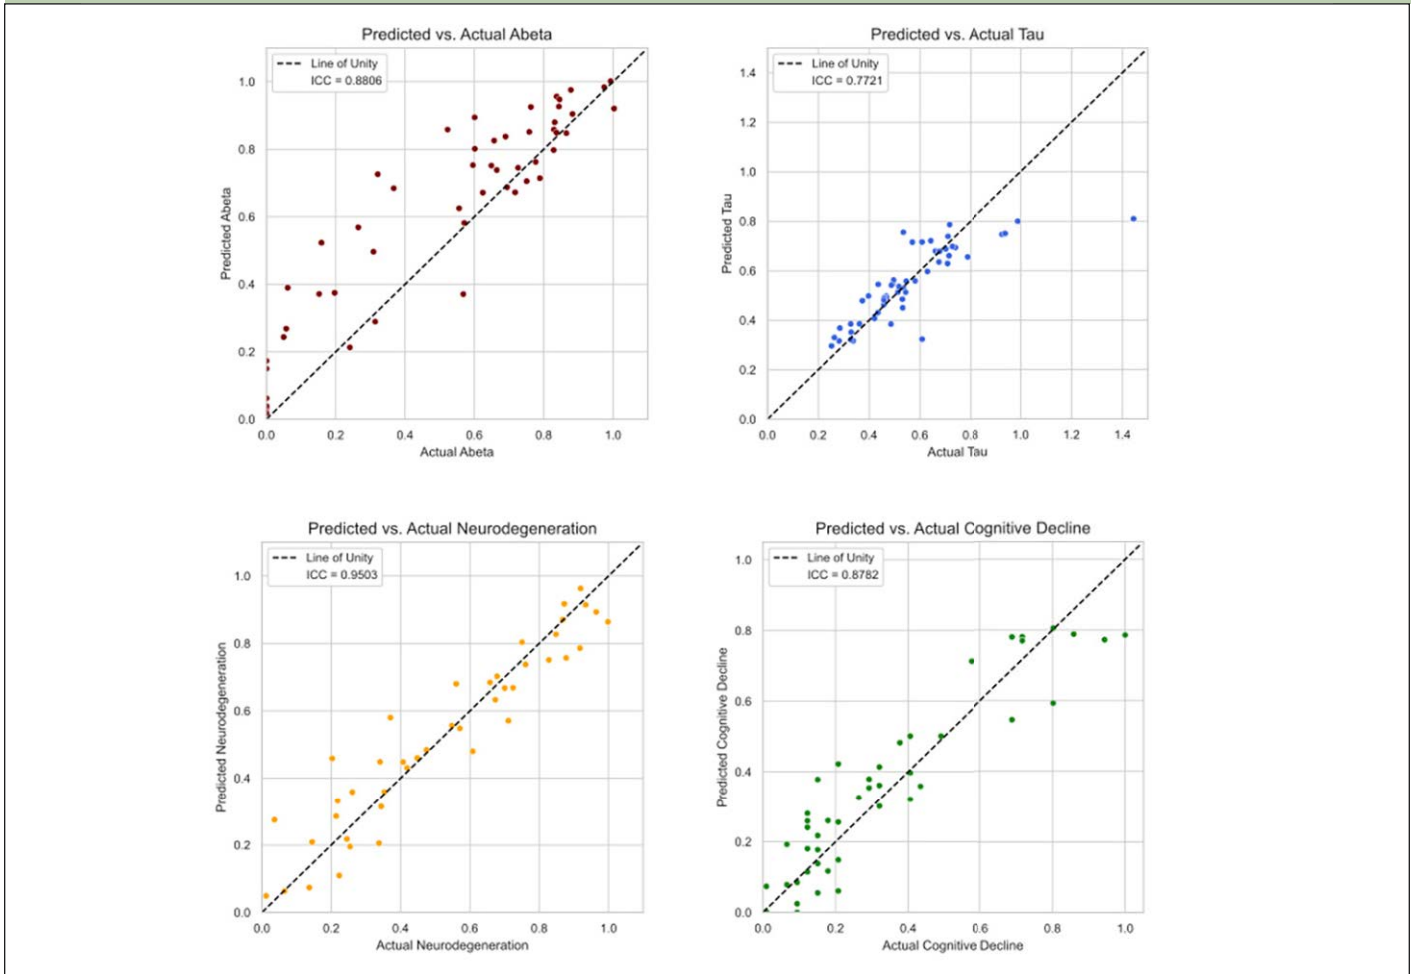 Predicted vs. Actual Abeta
Line of Unity
ICC = 0.8806
1.0
0.8
0.6
0.4
0.2
0.0
Predicted Abeta
0.0 0.2 0.4 0.6 0.8 1.0
Actual Abeta
Predicted vs. Actual Tau
Line of Unity
ICC = 0.7721
1.4
1.2
1.0
0.8
0.6
0.4
0.2
0.0
Predicted Tau
0.0 0.2 0.4 0.6 0.8 1.0 1.2 1.4
Actual Tau
Predicted vs. Actual Neurodegeneration
Line of Unity
ICC = 0.9503
1.0
0.8
0.6
0.4
0.2
0.0
Predicted Neurodegeneration
0.0 0.2 0.4 0.6 0.8 1.0
Actual Neurodegeneration
Predicted vs. Actual Cognitive Decline
Line of Unity
ICC = 0.8782
1.0
0.8
0.6
0.4
0.2
0.0
Predicted Cognitive Decline
0.0 0.2 0.4 0.6 0.8 1.0
Actual Cognitive Decline